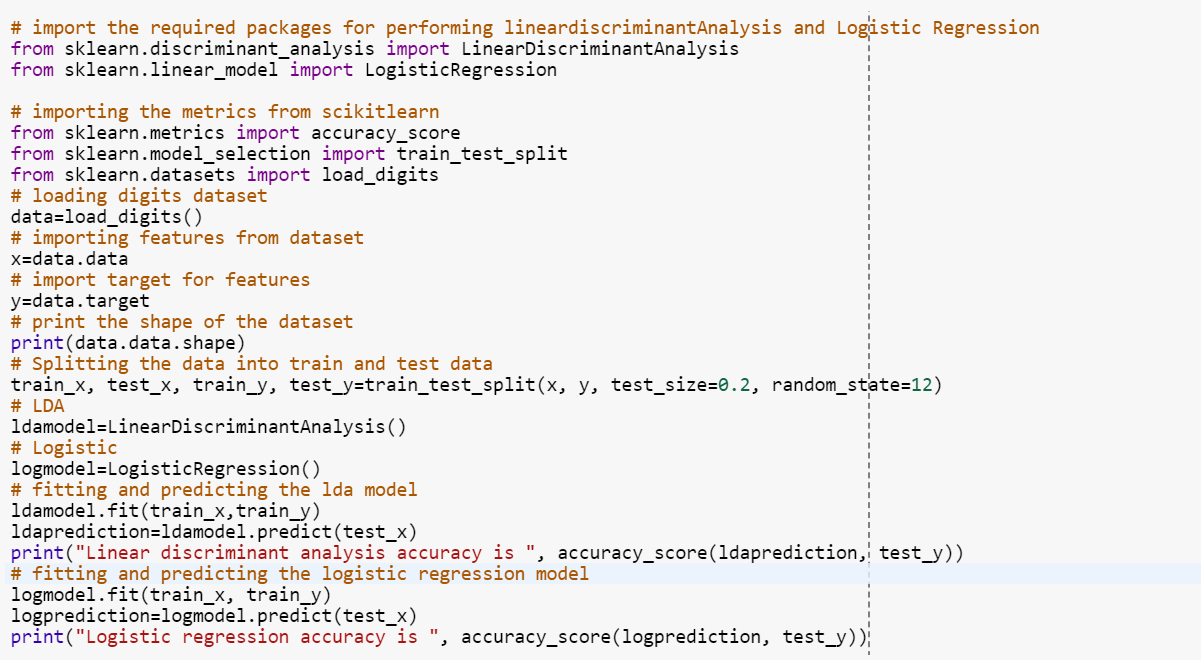 # import the required packages for performing lineardiscriminantAnalysis and Logistic Regression
from sklearn.discriminant_analysis import LinearDiscriminantAnalysis
from sklearn.linear_model import LogisticRegression
# importing the metrics from scikitlearn
from sklearn.metrics import accuracy_score
from sklearn.model_selection import train_test_split
from sklearn.datasets import load_digits
# loading digits dataset
data=load_digits()
# importing features from dataset
x=data.data
# import target for features
y=data.target
# print the shape of the dataset
print(data.data.shape)
# Splitting the data into train and test data
train_x, test_x, train_y, test_y=train_test_split(x, y, test_size=0.2, random_state=12)
# LDA
ldamodel=LinearDiscriminantAnalysis()
# Logistic
logmodel=LogisticRegression()
# fitting and predicting the lda model
ldamodel.fit(train_x,train_y)
ldaprediction=ldamodel.predict(test_x)
print("Linear discriminant analysis accuracy is ", accuracy_score(ldaprediction, test_y))
# fitting and predicting the logistic regression model
logmodel.fit(train_x, train_y)
logprediction=logmodel.predict(test_x)
print("Logistic regression accuracy is ", accuracy_score(logprediction, test_y))